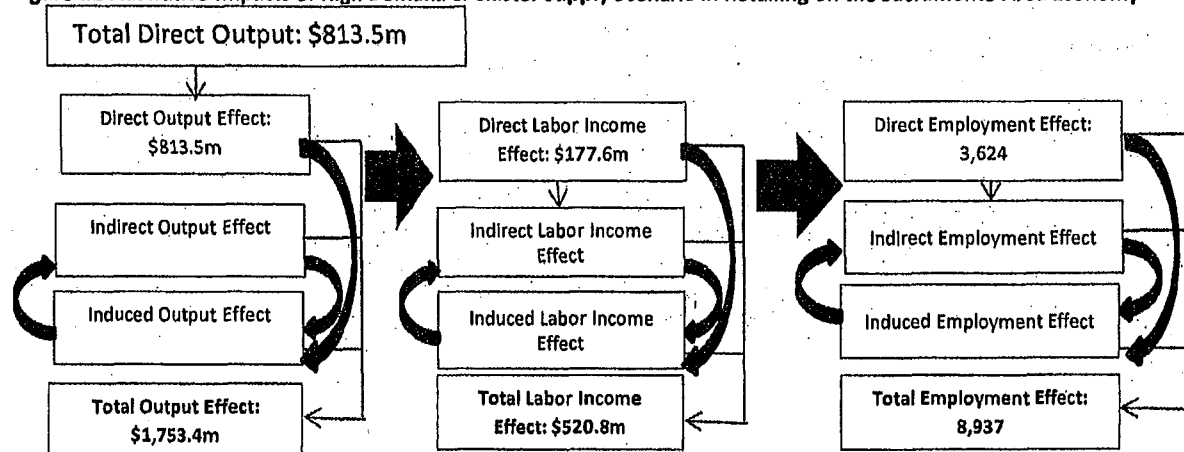 Total Direct Output: $813.5m
Direct Output Effect:
$813.5m
Indirect Output Effect
Induced Output Effect
Total Output Effect:
$1,753.4m
Direct Labor Income
Effect: $177.6m
Indirect Labor Income
Effect
Induced Labor Income
Effect
Total Labor Income
Effect: $520.8m
Direct Employment Effect:
3,624
Indirect Employment Effect
Induced Employment Effect
Total Employment Effect:
8,937